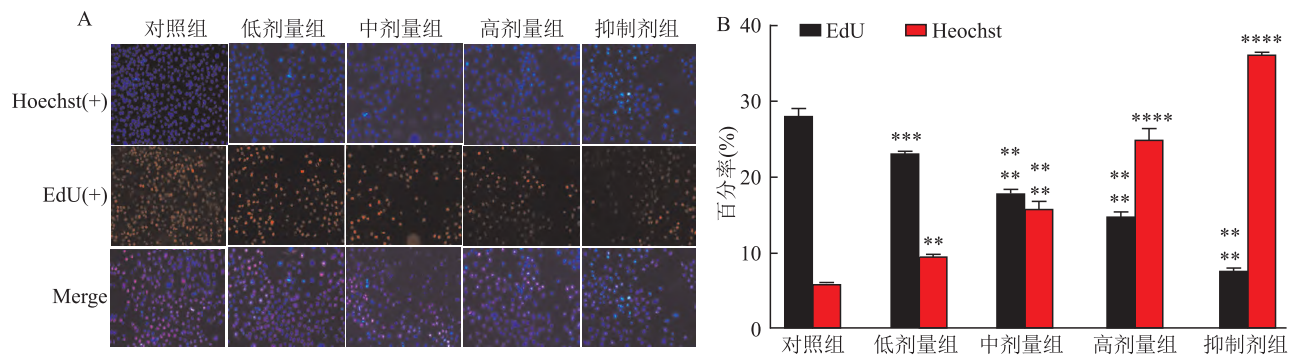 A
对照组 低剂量组 中剂量组 高剂量组 抑制剂组
Hoechst(+)
EdU(+)
Merge
B
EdU Heochst
百分率(%)
40
30
20
10
0
*** ** ** ** ** ** ** ** **** ** ** ****
对照组 低剂量组 中剂量组 高剂量组 抑制剂组